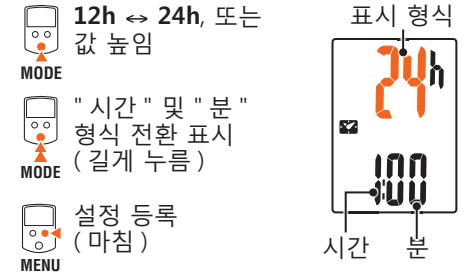 12h ↔ 24h, 또는
값 높임
MODE
" 시간 " 및 " 분 "
형식 전환 표시
( 길게 누름 )
MODE
설정 등록
( 마침 )
MENU
표시 형식
24h
1:00
시간
분